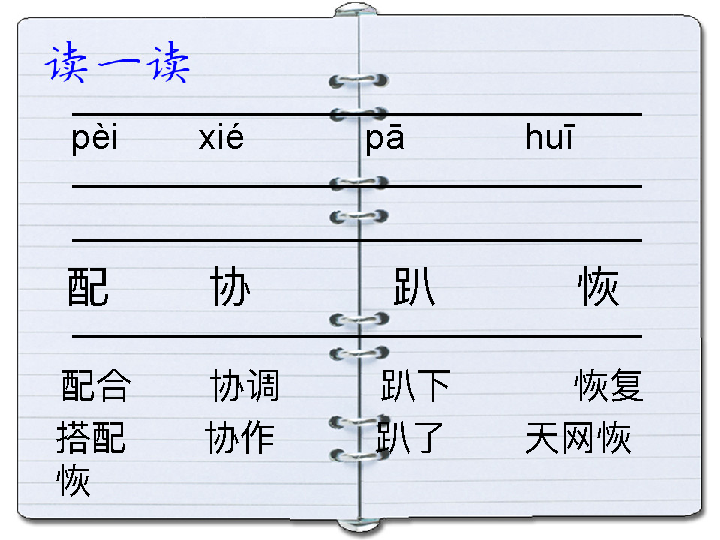 读一读
pèi xié pā huī
配 协 趴 恢
配合 协调 趴下 恢复
搭配 协作 趴了 天网恢
恢